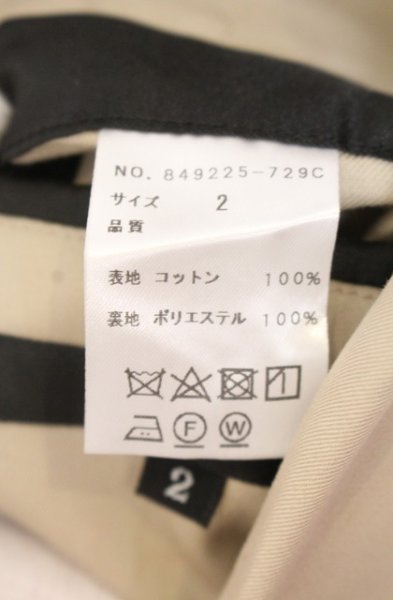 NO. 849225-729C
サイズ 2
品質
表地 コットン 100%
裏地 ポリエステル 100%
F W
2